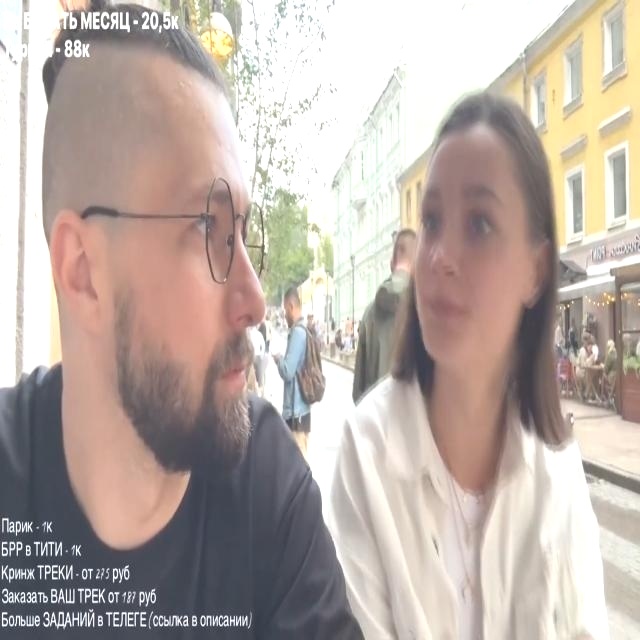 МЕСЯЦ - 20,5к
- 88к
Парик - 1к
БРР в ТИТИ - 1к
Кринж ТРЕКИ - от 275 руб
Заказать ВАШ ТРЕК от 187 руб
Больше ЗАДАНИЙ в ТЕЛЕГЕ (ссылка в описании)